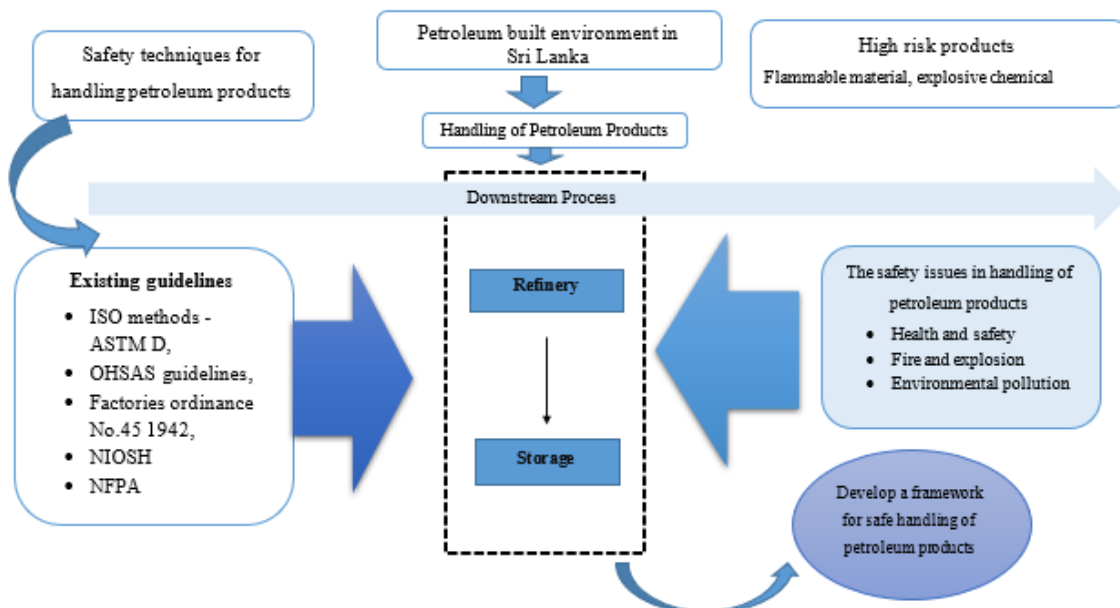 Safety techniques for
handling petroleum products
Petroleum built environment in
Sri Lanka
High risk products
Flammable material, explosive chemical
Handling of Petroleum Products
Downstream Process
Existing guidelines
• ISO methods -
ASTM D,
• OHSAS guidelines,
• Factories ordinance
No.45 1942,
• NIOSH
• NFPA
Refinery
Storage
The safety issues in handling of
petroleum products
• Health and safety
• Fire and explosion
• Environmental pollution
Develop a framework
for safe handling of
petroleum products